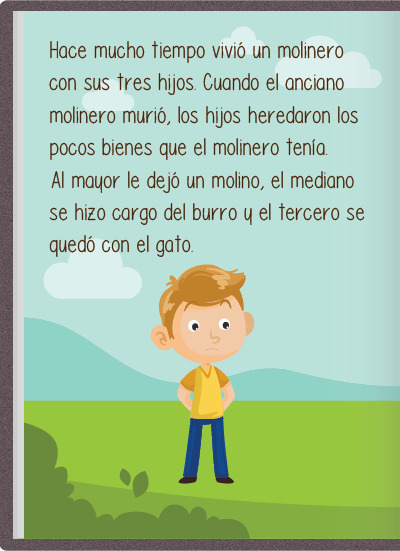 Hace mucho tiempo vivió un molinero
con sus tres hijos. Cuando el anciano
molinero murió, los hijos heredaron los
pocos bienes que el molinero tenía.
Al mayor le dejó un molino, el mediano
se hizo cargo del burro y el tercero se
quedó con el gato.